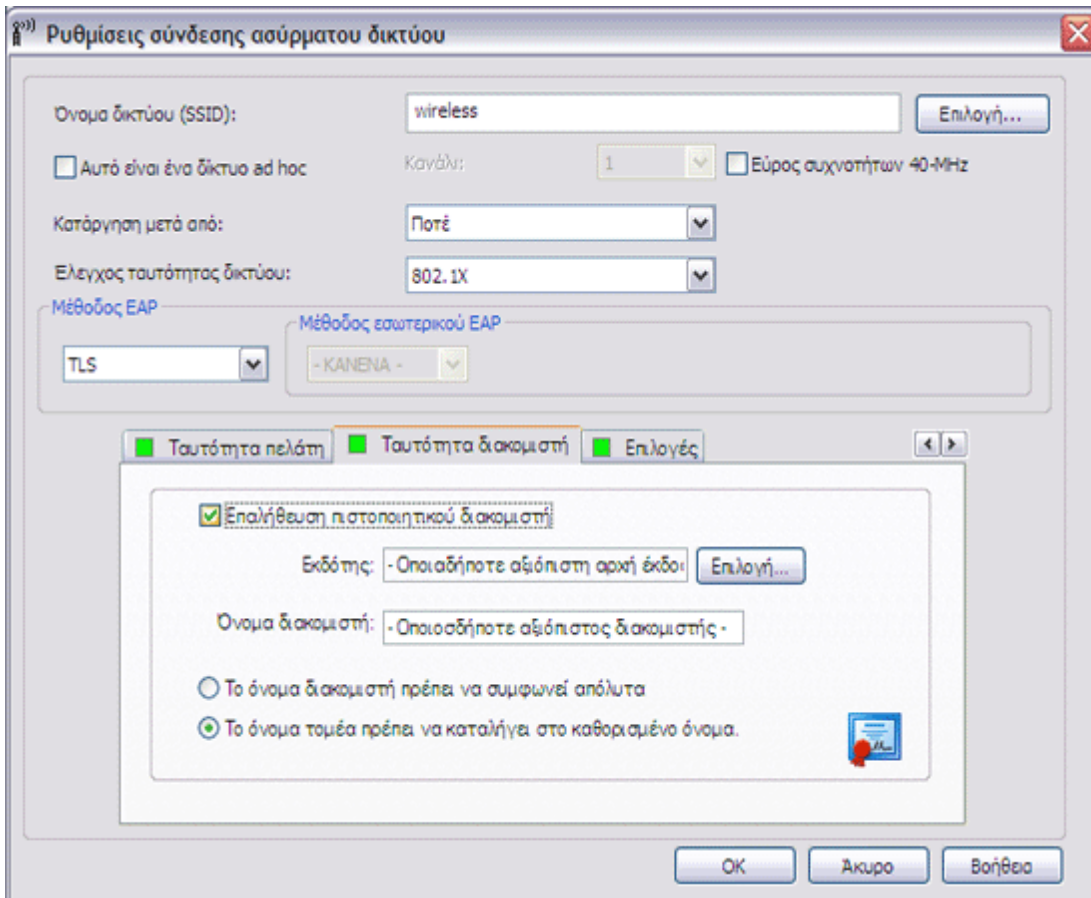 Ρυθμίσεις σύνδεσης ασύρματου δικτύου
Όνομα δικτύου (SSID): wireless Επιλογή...
Αυτό είναι ένα δίκτυο ad hoc Κανάλι: 1 Εύρος συχνοτήτων 40-MHz
Κατάργηση μετά από: Ποτέ
Έλεγχος ταυτότητας δικτύου: 802.1X
Μέθοδος EAP
Μέθοδος εσωτερικού EAP
TLS - ΚΑΝΕΝΑ -
Ταυτότητα πελάτη Ταυτότητα διακομιστή Επιλογές
Επαλήθευση πιστοποιητικού διακομιστή
Εκδότης: - Οποιαδήποτε αξιόπιστη αρχή έκδο Επιλογή...
Όνομα διακομιστή: - Οποιοσδήποτε αξιόπιστος διακομιστής -
Το όνομα διακομιστή πρέπει να συμφωνεί απόλυτα
Το όνομα τομέα πρέπει να καταλήγει στο καθορισμένο όνομα.
OK Άκυρο Βοήθεια